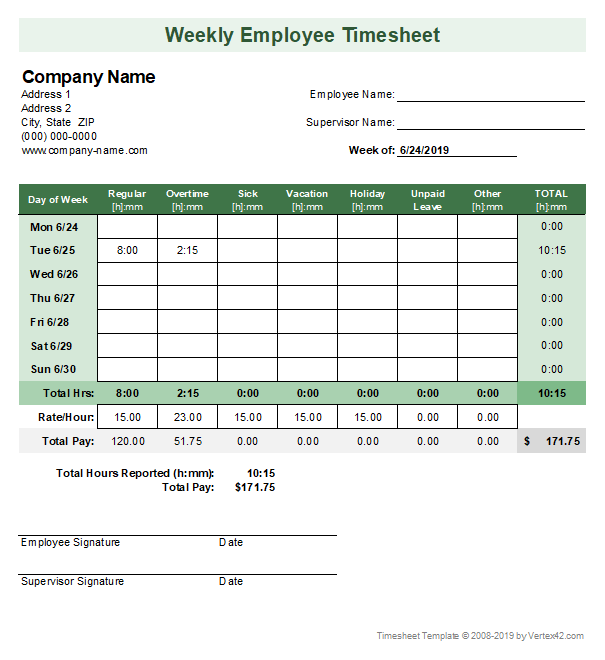 Weekly Employee Timesheet
Company Name
Address 1
Address 2
City, State  ZIP
(000) 000-0000
www.company-name.com
Employee Name:
Supervisor Name:
Week of: 6/24/2019
Day of Week Regular [h]:mm Overtime [h]:mm Sick [h]:mm Vacation [h]:mm Holiday [h]:mm Unpaid Leave Other [h]:mm TOTAL [h]:mm
Mon 6/24 0:00
Tue 6/25 8:00 2:15 10:15
Wed 6/26 0:00
Thu 6/27 0:00
Fri 6/28 0:00
Sat 6/29 0:00
Sun 6/30 0:00
Total Hrs: 8:00 2:15 0:00 0:00 0:00 0:00 0:00 10:15
Rate/Hour: 15.00 23.00 15.00 15.00 15.00 0.00 0.00
Total Pay: 120.00 51.75 0.00 0.00 0.00 0.00 0.00 $ 171.75
Total Hours Reported (h:mm): 10:15
Total Pay: $171.75
Employee Signature Date
Supervisor Signature Date
Timesheet Template © 2008-2019 by Vertex42.com